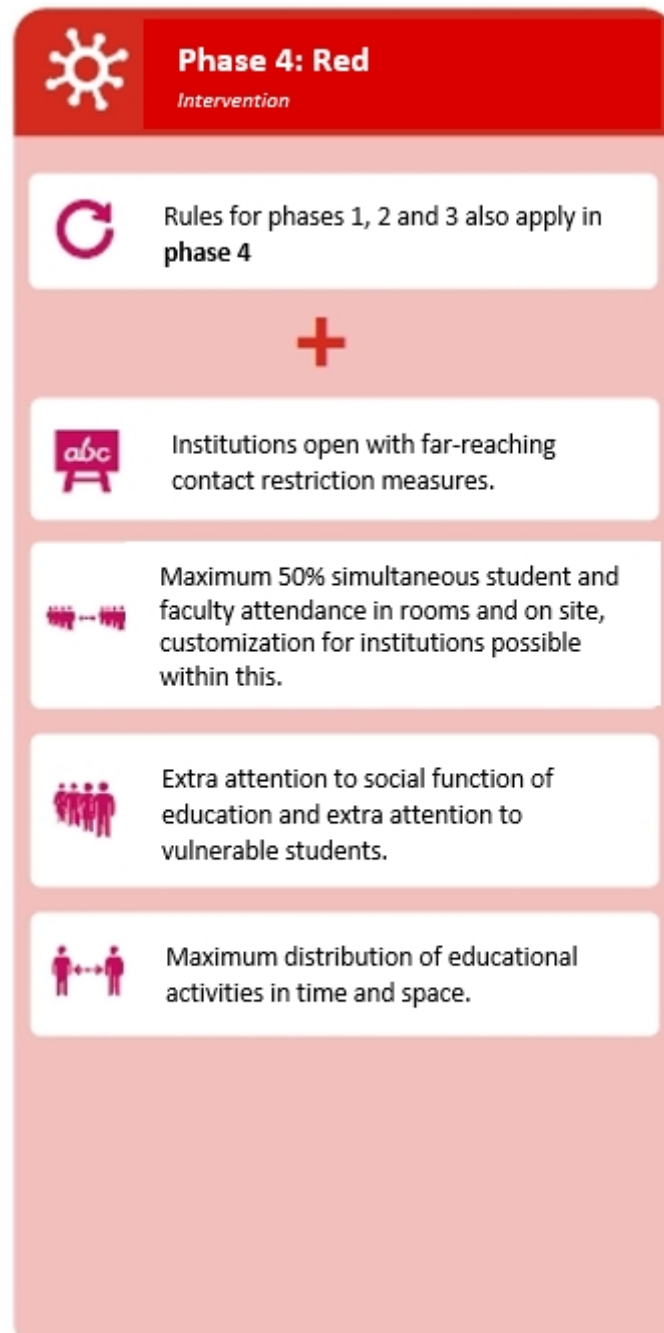 Phase 4: Red
Intervention
Rules for phases 1, 2 and 3 also apply in
phase 4
abc
Institutions open with far-reaching
contact restriction measures.
Maximum 50% simultaneous student and
faculty attendance in rooms and on site,
customization for institutions possible
within this.
Extra attention to social function of
education and extra attention to
vulnerable students.
Maximum distribution of educational
activities in time and space.